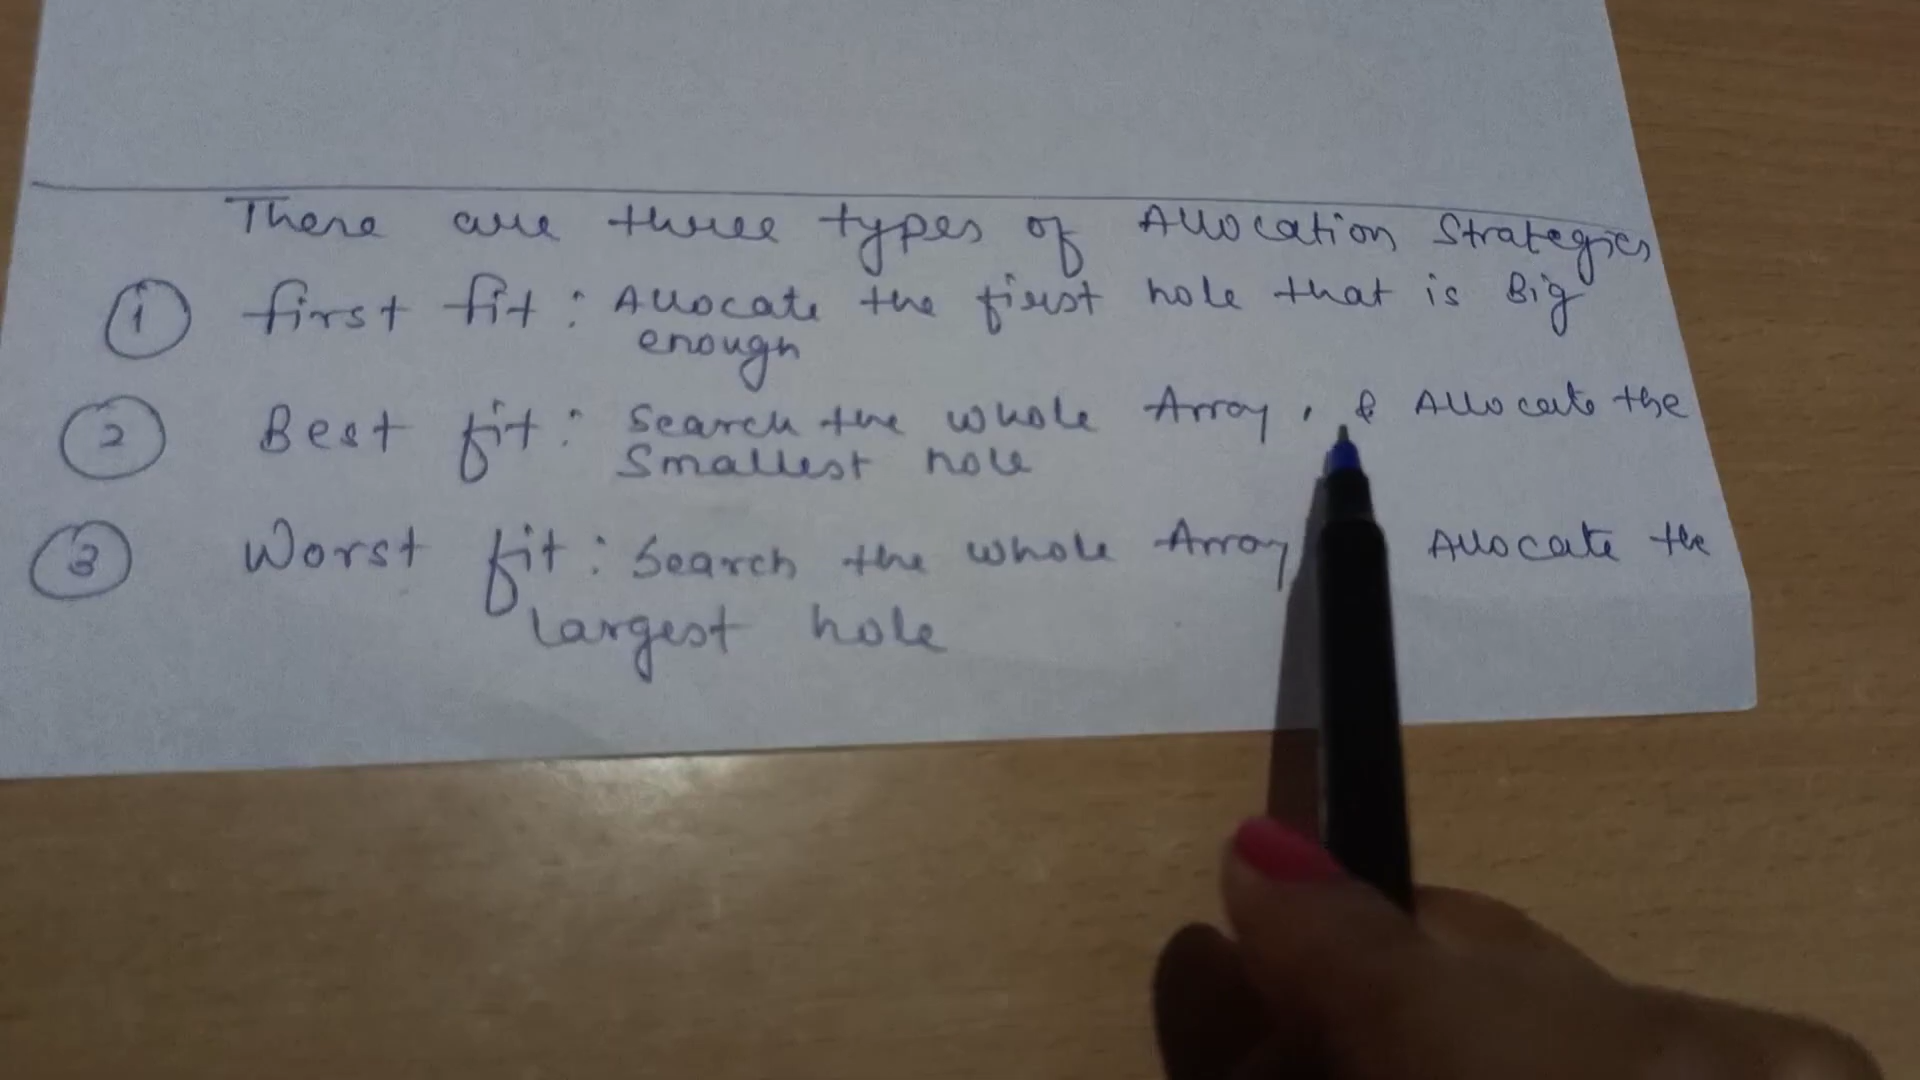 There are three types of Allocation Strategies
① first fit : Allocate the first hole that is Big
enough
② Best fit : Search the whole Array, & Allocate the
Smallest hole
③ Worst fit : Search the whole Array Allocate the
largest hole